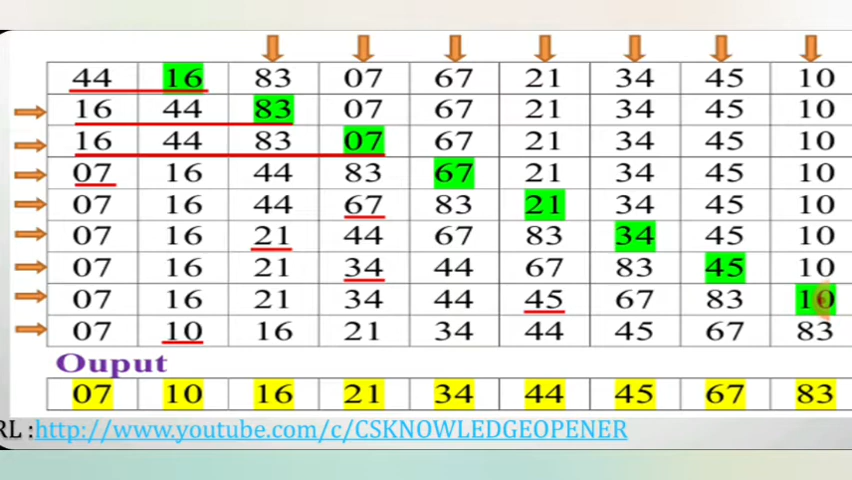 44 16 83 07 67 21 34 45 10
16 44 83 07 67 21 34 45 10
16 44 83 07 67 21 34 45 10
07 16 44 83 67 21 34 45 10
07 16 44 67 83 21 34 45 10
07 16 21 44 67 83 34 45 10
07 16 21 34 44 67 83 45 10
07 16 21 34 44 45 67 83 10
07 10 16 21 34 44 45 67 83
Ouput
07 10 16 21 34 44 45 67 83
RL :http://www.youtube.com/c/CSKNOWLEDGEOPENER